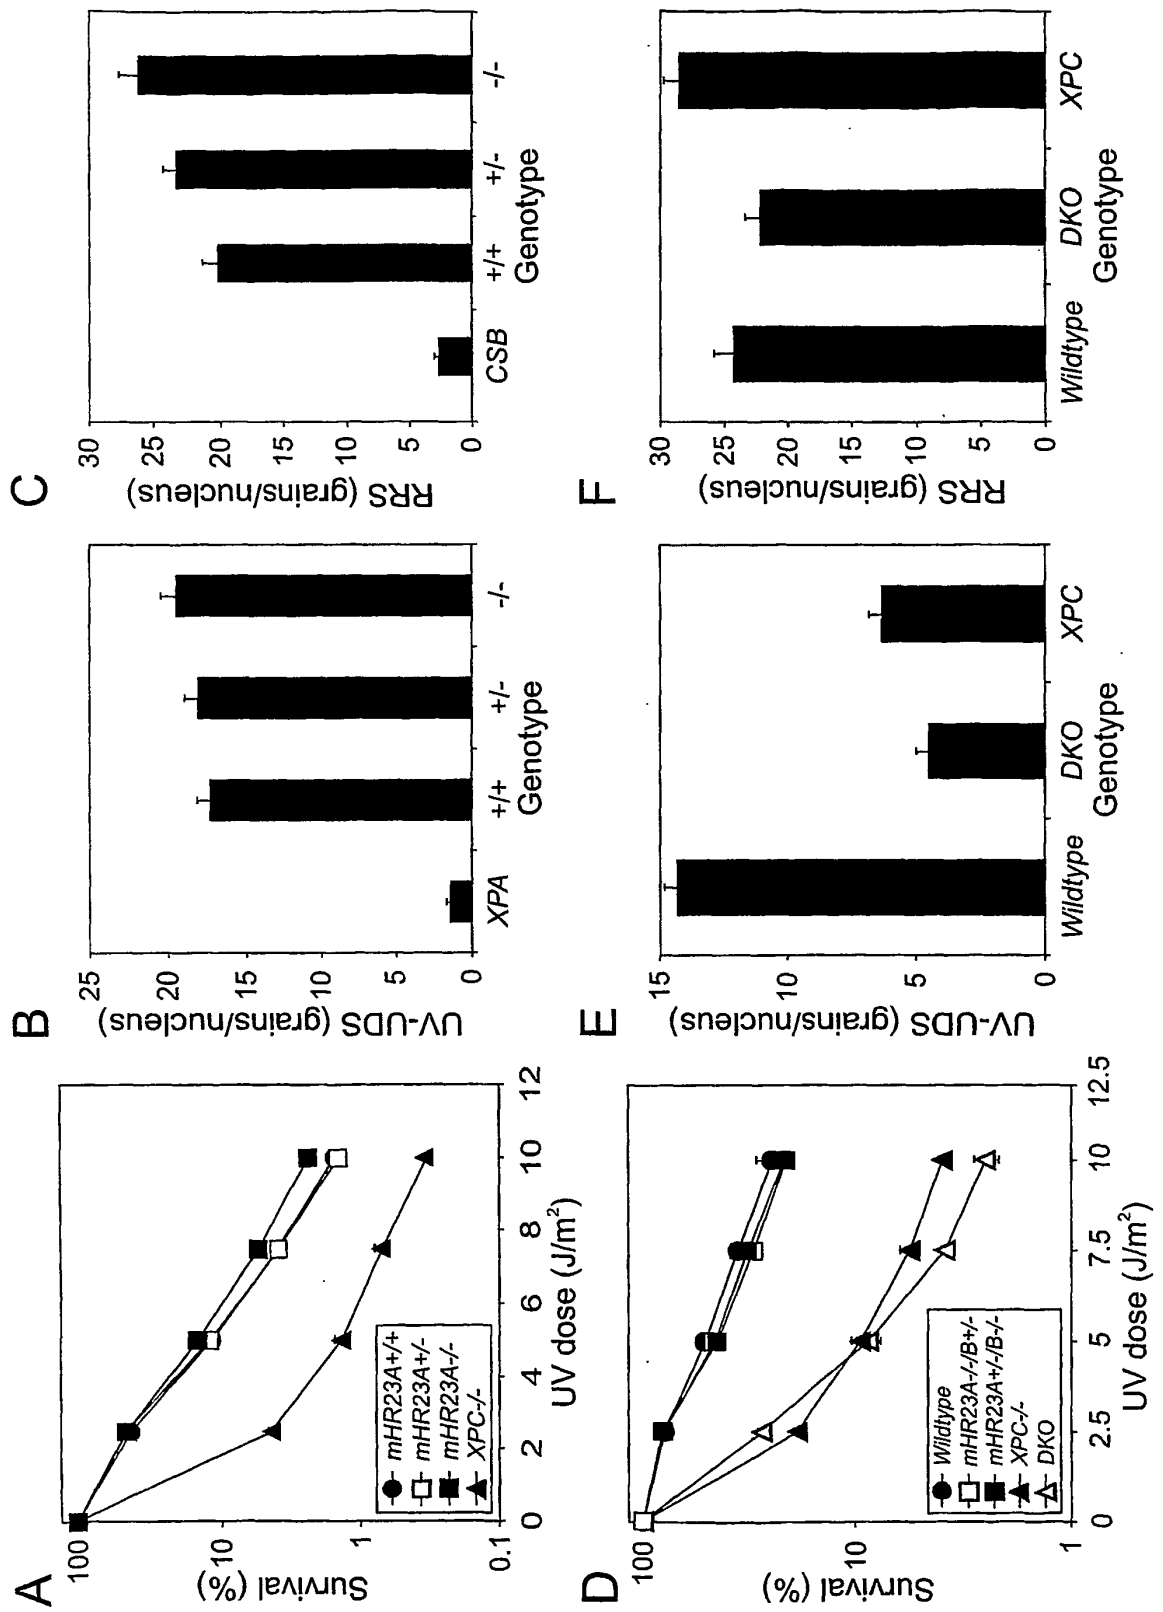 A
Survival (%)
100
10
1
0.1
0
2
4
6
8
10
12
UV dose (J/m²)
mHR23A+/+
mHR23A+/-
mHR23A-/-
XPC-/-
B
UV-UDS (grains/nucleus)
25
20
15
10
5
0
XPA
+/+
+/-
-/-
Genotype
C
RRS (grains/nucleus)
30
25
20
15
10
5
0
CSB
+/+
+/-
-/-
Genotype
D
Survival (%)
100
10
1
0
2.5
5
7.5
10
12.5
UV dose (J/m²)
Wildtype
mHR23A-/-/B+/-
mHR23A+/-/B-/-
XPC-/-
DKO
E
UV-UDS (grains/nucleus)
15
10
5
0
Wildtype
DKO
XPC
Genotype
F
RRS (grains/nucleus)
30
25
20
15
10
5
0
Wildtype
DKO
XPC
Genotype